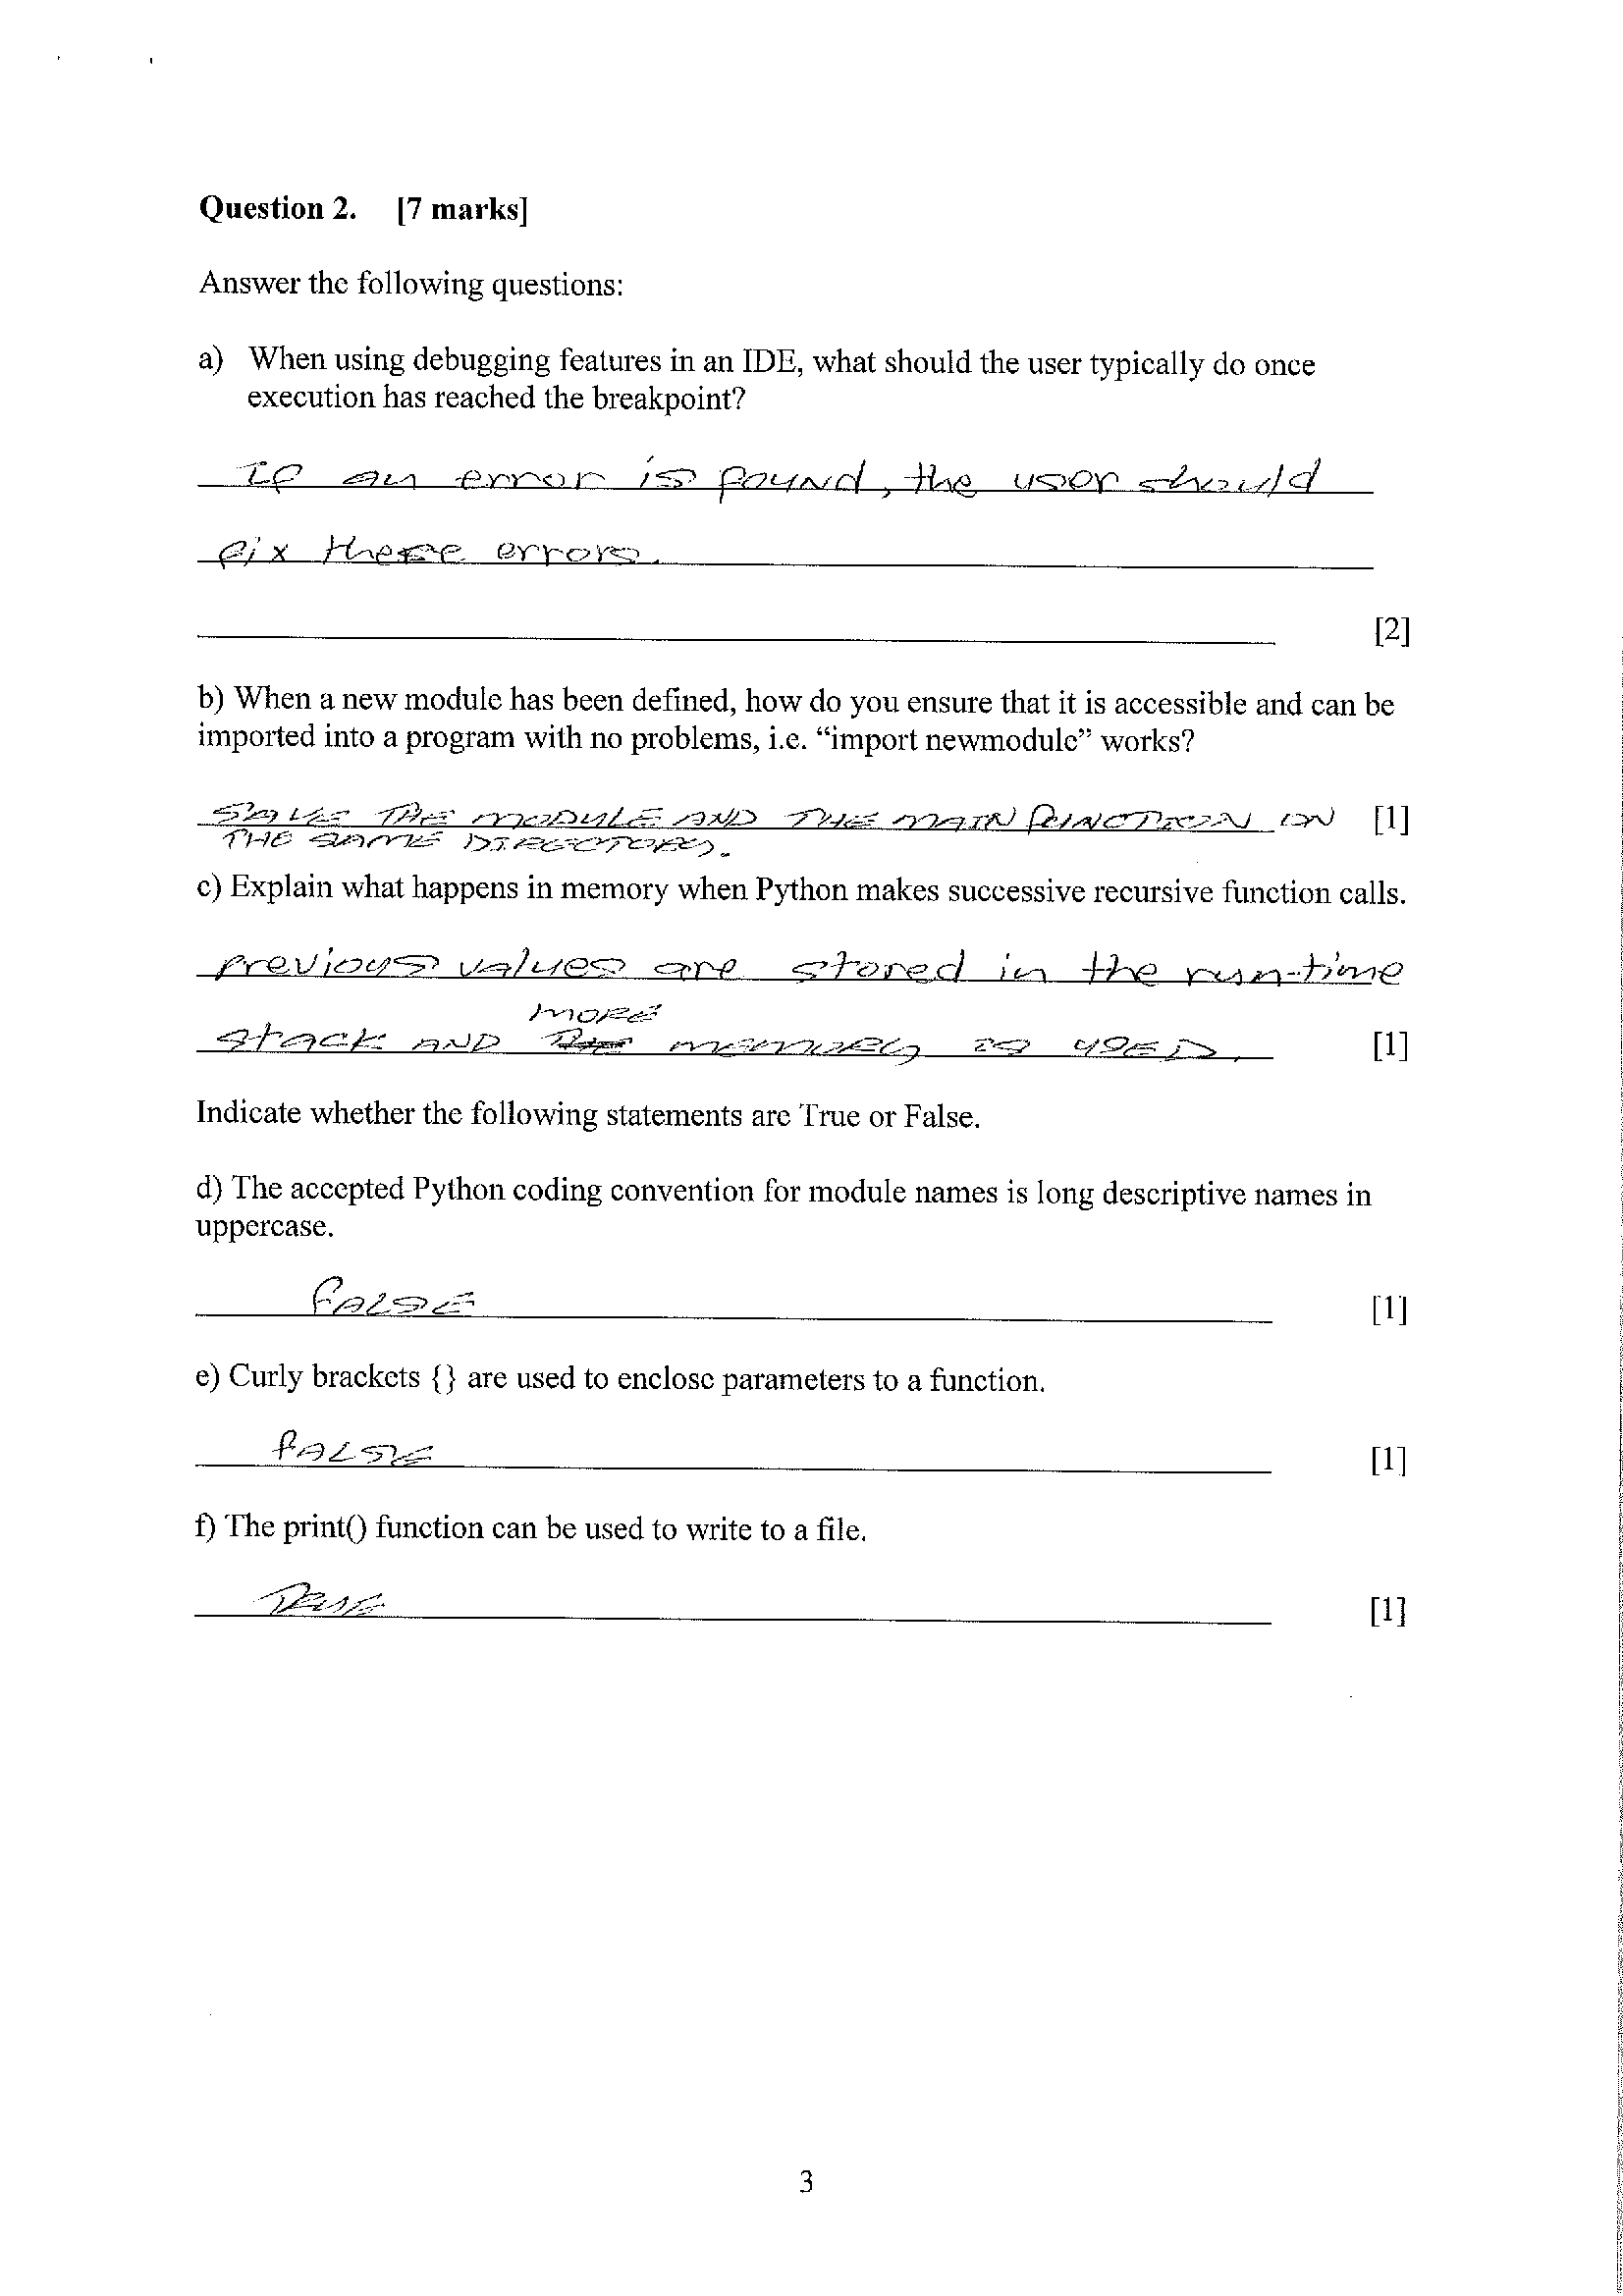 Question 2. [7 marks]
Answer the following questions:
a) When using debugging features in an IDE, what should the user typically do once
execution has reached the breakpoint?
If an error is found, the user should
fix these errors.
[2]
b) When a new module has been defined, how do you ensure that it is accessible and can be
imported into a program with no problems, i.e. “import newmodule” works?
SAVE THE MODULE AND THE MAIN FUNCTION ON [1]
THE SAME DIRECTORY.
c) Explain what happens in memory when Python makes successive recursive function calls.
previous values are stored in the run-time
MORE
stack AND MEMORY IS USED. [1]
Indicate whether the following statements are True or False.
d) The accepted Python coding convention for module names is long descriptive names in
uppercase.
FALSE [1]
e) Curly brackets {} are used to enclose parameters to a function.
FALSE [1]
f) The print() function can be used to write to a file.
TRUE [1]
3